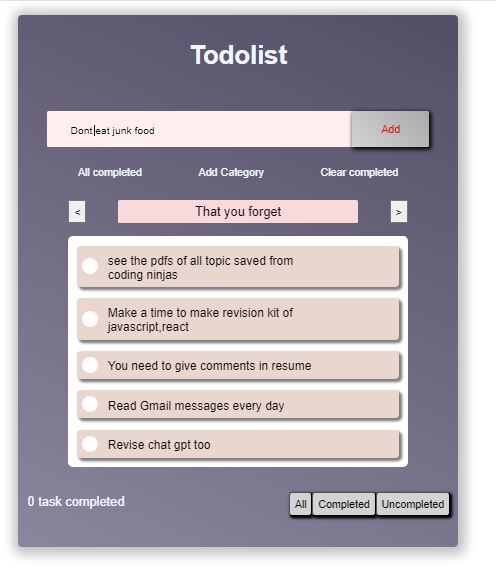 Todolist
Dont eat junk food
Add
All completed Add Category Clear completed
< That you forget >
see the pdfs of all topic saved from
coding ninjas
Make a time to make revision kit of
javascript,react
You need to give comments in resume
Read Gmail messages every day
Revise chat gpt too
0 task completed
All Completed Uncompleted